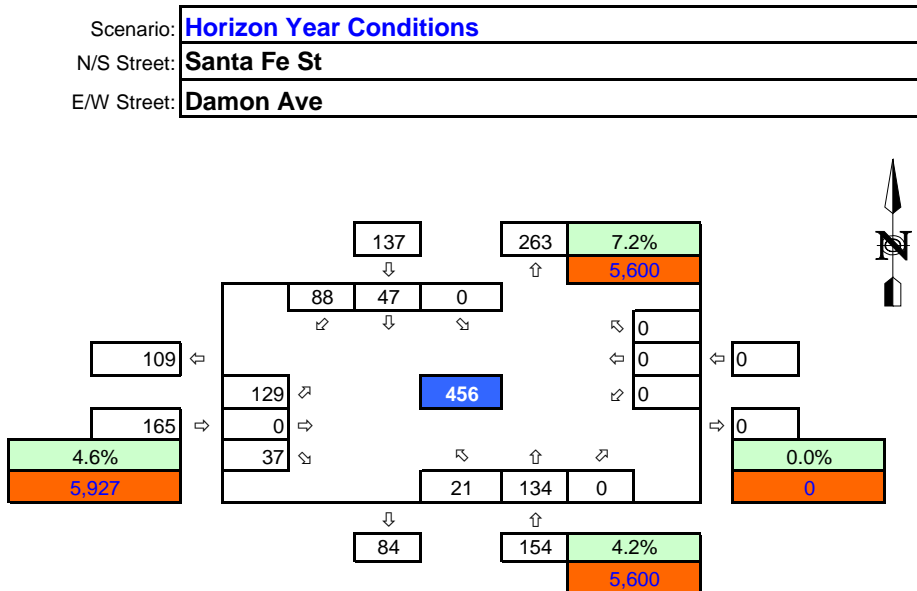 Scenario: Horizon Year Conditions
N/S Street: Santa Fe St
E/W Street: Damon Ave
N
137 263 7.2%
⇩ ⇧ 5,600
88 47 0
⬃ ⇩ ⬂ ⬁ 0
109 ⇦ ⇦ 0 ⇦ 0
129 ⬀ 456 ⬃ 0
165 ⇨ 0 ⇨ ⇨ 0
4.6% 37 ⬂ ⬁ ⇧ ⬀ 0.0%
5,927 21 134 0 0
⇩ ⇧
84 154 4.2%
5,600